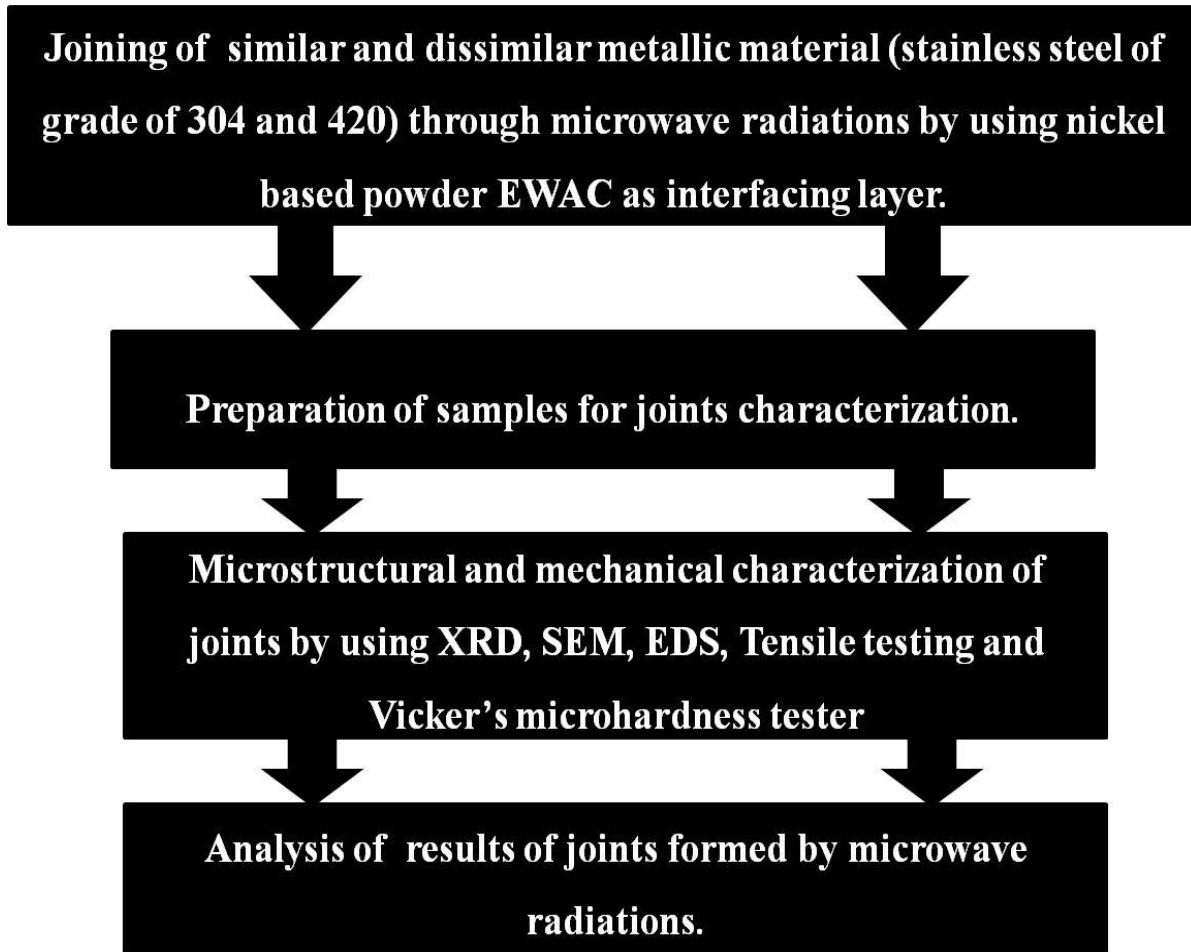 Joining of similar and dissimilar metallic material (stainless steel of
grade of 304 and 420) through microwave radiations by using nickel
based powder EWAC as interfacing layer.
Preparation of samples for joints characterization.
Microstructural and mechanical characterization of
joints by using XRD, SEM, EDS, Tensile testing and
Vicker’s microhardness tester
Analysis of results of joints formed by microwave
radiations.